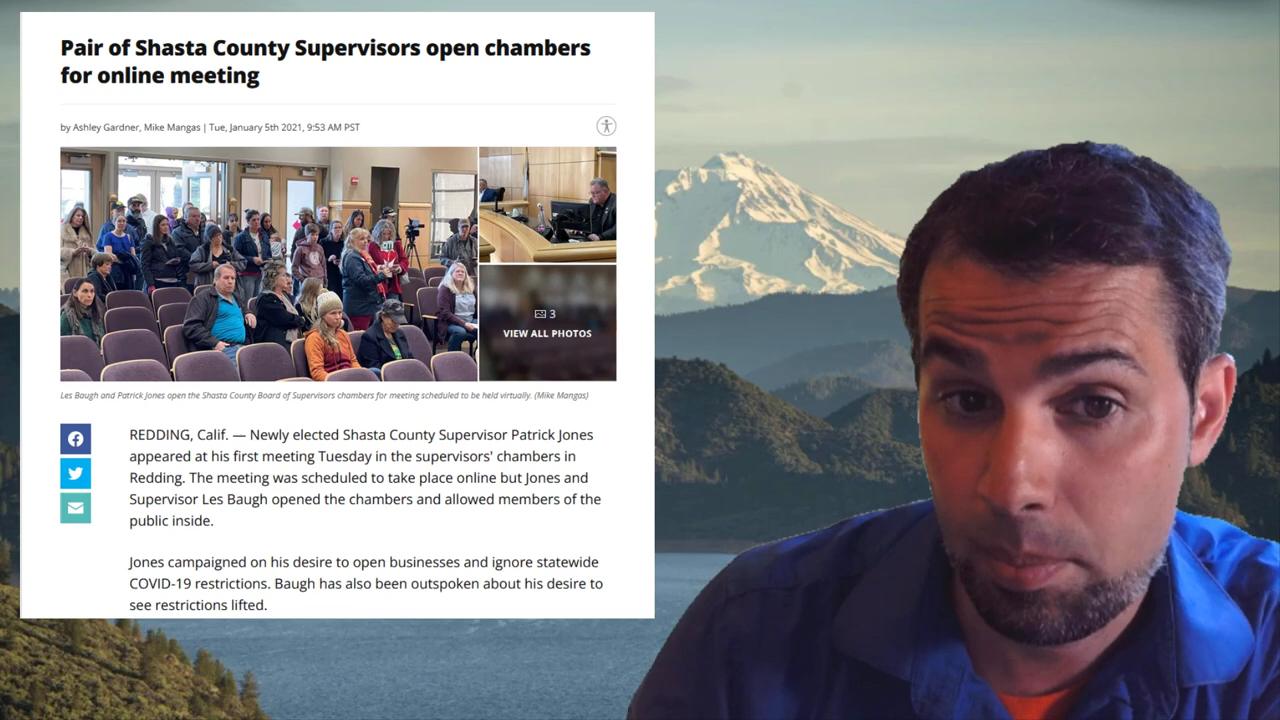 Pair of Shasta County Supervisors open chambers
for online meeting
by Ashley Gardner, Mike Mangas | Tue, January 5th 2021, 9:53 AM PST
3
VIEW ALL PHOTOS
Les Baugh and Patrick Jones open the Shasta County Board of Supervisors chambers for meeting scheduled to be held virtually. (Mike Mangas)
REDDING, Calif. — Newly elected Shasta County Supervisor Patrick Jones
appeared at his first meeting Tuesday in the supervisors' chambers in
Redding. The meeting was scheduled to take place online but Jones and
Supervisor Les Baugh opened the chambers and allowed members of the
public inside.
Jones campaigned on his desire to open businesses and ignore statewide
COVID-19 restrictions. Baugh has also been outspoken about his desire to
see restrictions lifted.